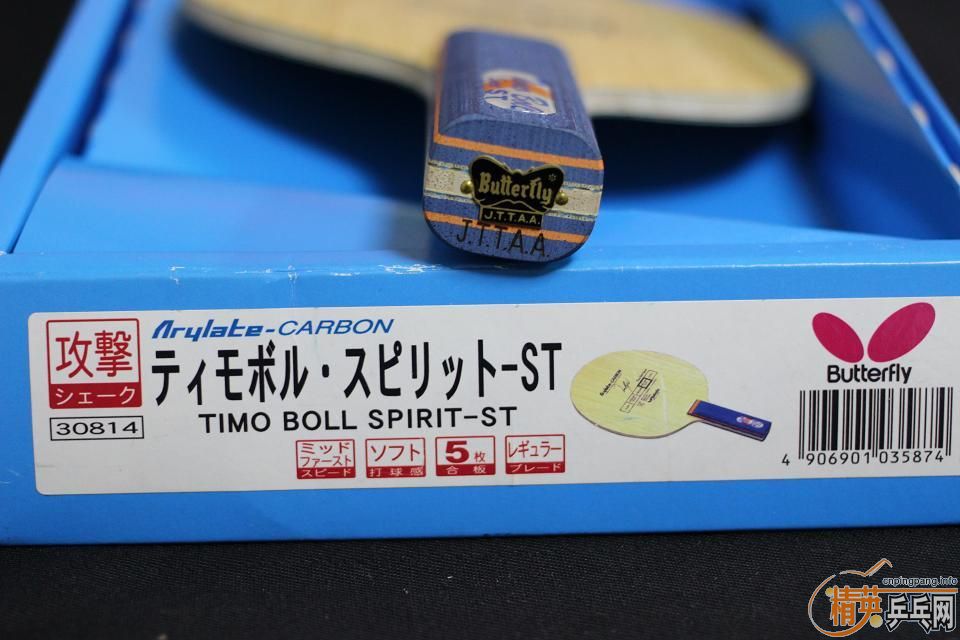 Butterfly
J.T.T.A.A.
J.T.T.A.A
攻撃
シェーク
30814
Arylate-CARBON
ティモボル・スピリット-ST
TIMO BOLL SPIRIT-ST
ミッド
ファースト
スピード
ソフト
打球感
5枚
合板
レギュラー
ブレード
Butterfly
4 906901 035874
cnpingpang.info
精英乒乓网